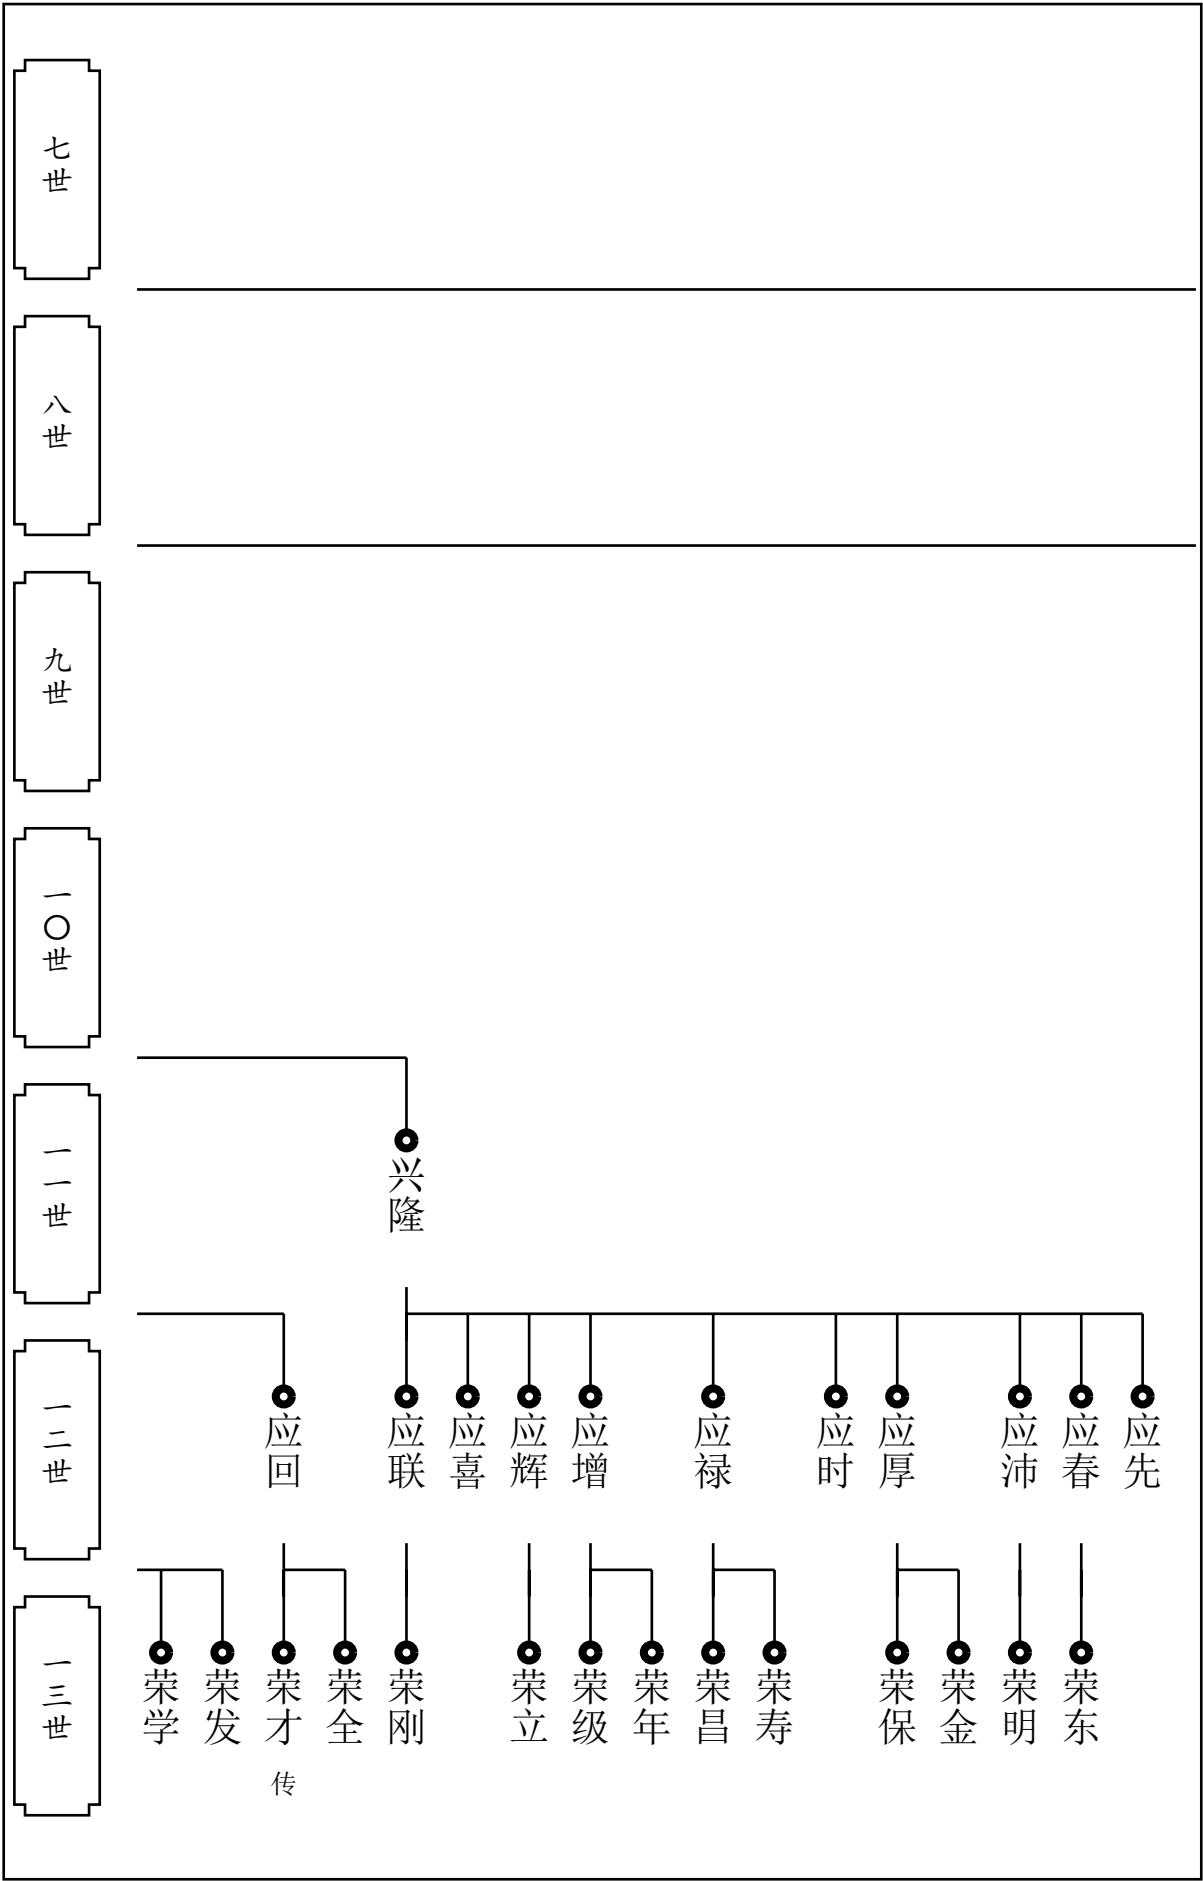 七世
八世
九世
一〇世
一一世
兴隆
一二世
应回
应联
应喜
应辉
应增
应禄
应时
应厚
应沛
应春
应先
一三世
荣学
荣发
荣才
传
荣全
荣刚
荣立
荣级
荣年
荣昌
荣寿
荣保
荣金
荣明
荣东